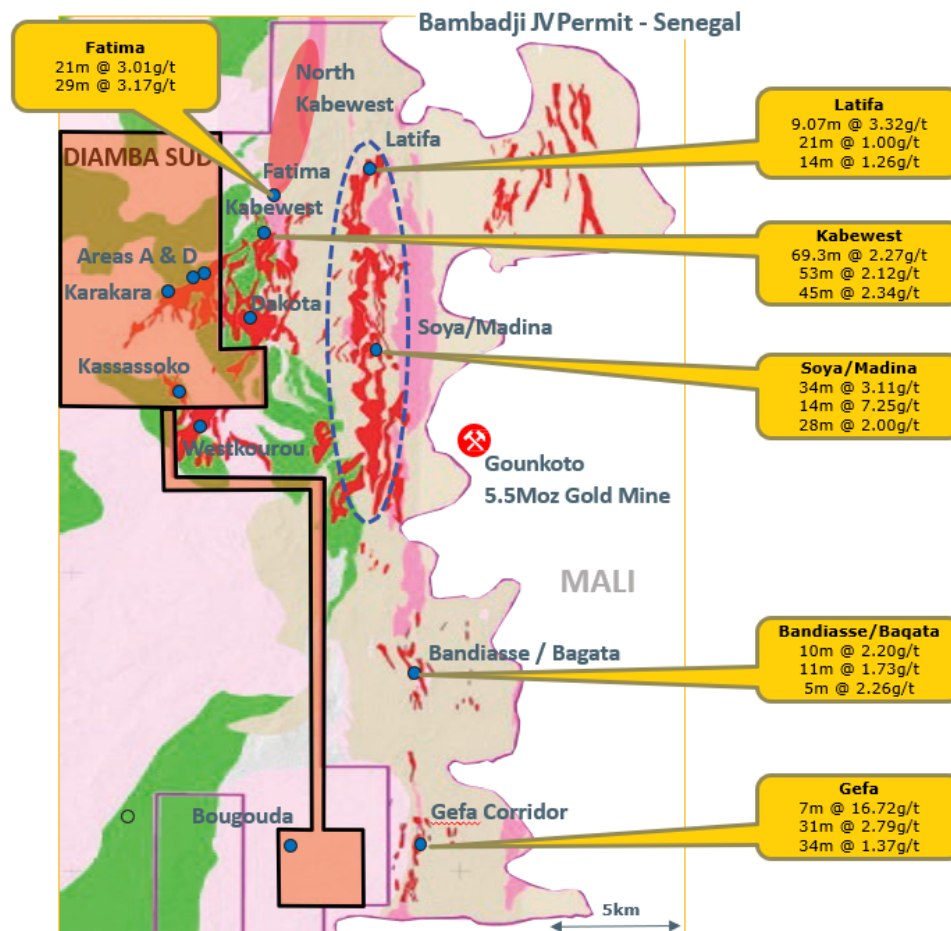 Bambadji JV Permit - Senegal
Fatima
21m @ 3.01g/t
29m @ 3.17g/t
North
Kabewest
Latifa
9.07m @ 3.32g/t
21m @ 1.00g/t
14m @ 1.26g/t
Latifa
DIAMBA SUD
Fatima
Kabewest
Kabewest
69.3m @ 2.27g/t
53m @ 2.12g/t
45m @ 2.34g/t
Areas A & D
Karakara
Dakota
Soya/Madina
Kassassoko
Soya/Madina
34m @ 3.11g/t
14m @ 7.25g/t
28m @ 2.00g/t
Westkourou
Gounkoto
5.5Moz Gold Mine
MALI
Bandiasse / Bagata
Bandiasse/Baqata
10m @ 2.20g/t
11m @ 1.73g/t
5m @ 2.26g/t
Bougouda
Gefa Corridor
Gefa
7m @ 16.72g/t
31m @ 2.79g/t
34m @ 1.37g/t
5km